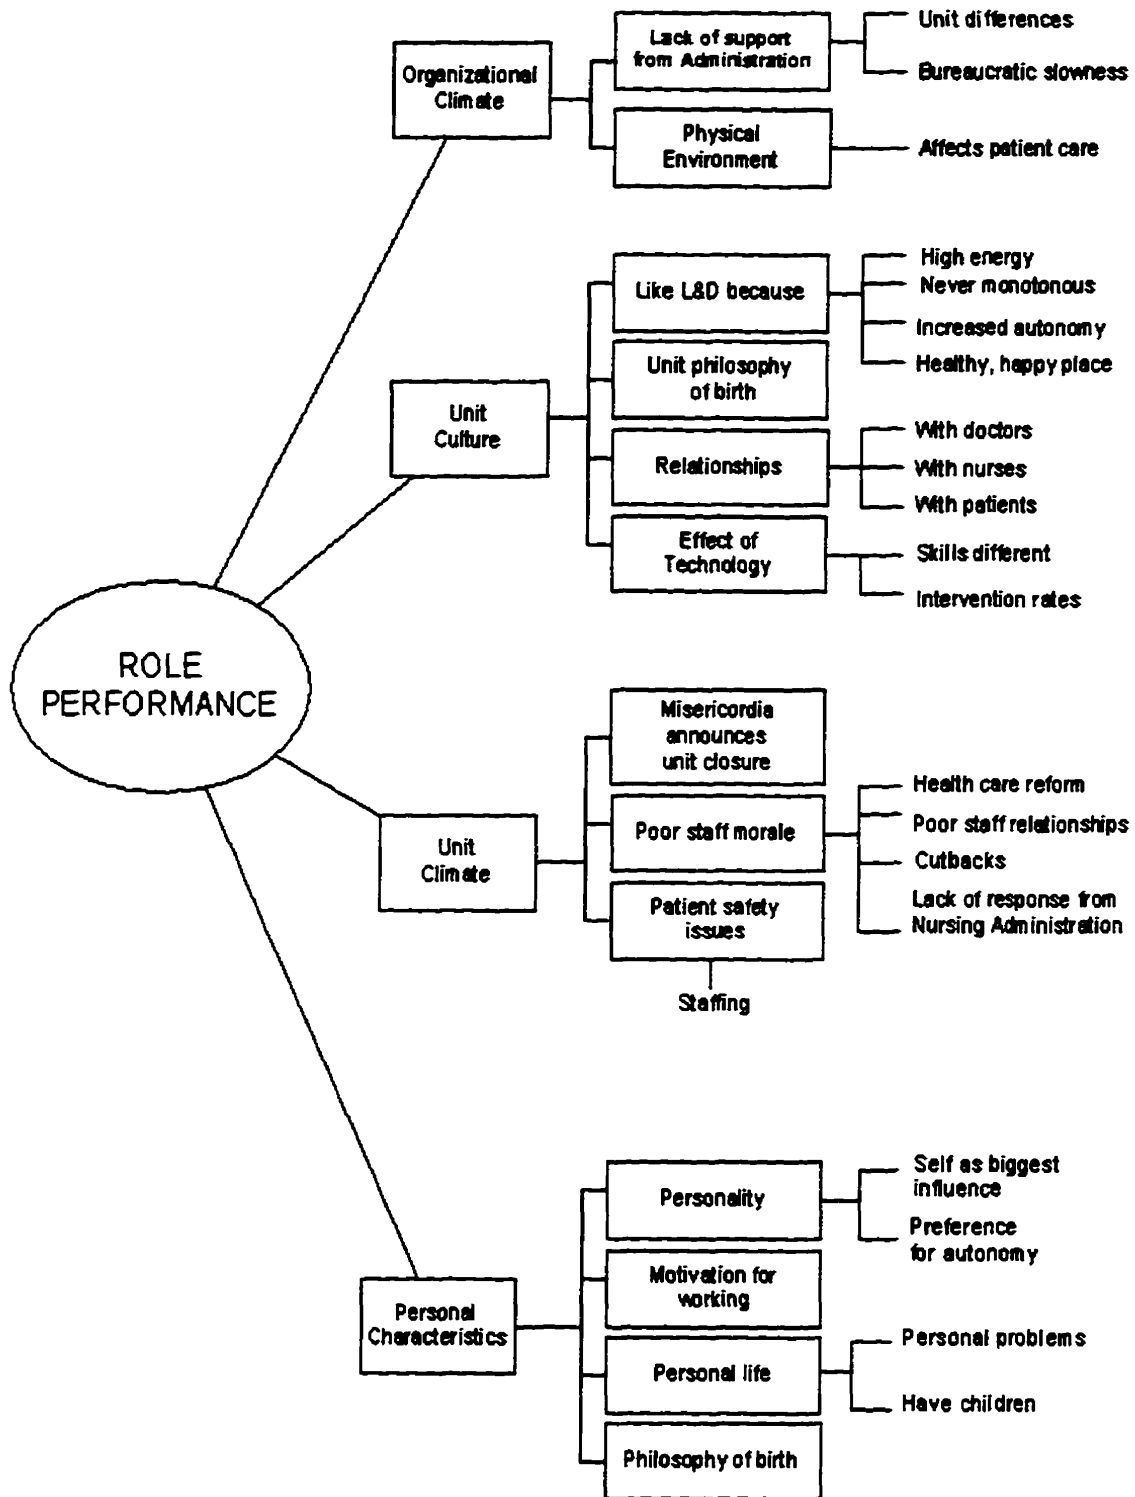 Organizational
Climate
Lack of support
from Administration
Unit differences
Bureaucratic slowness
Physical
Environment
Affects patient care
Unit
Culture
Like L&D because
High energy
Never monotonous
Increased autonomy
Healthy, happy place
Unit philosophy
of birth
Relationships
With doctors
With nurses
With patients
Effect of
Technology
Skills different
Intervention rates
ROLE
PERFORMANCE
Unit
Climate
Misericordia
announces
unit closure
Poor staff morale
Health care reform
Poor staff relationships
Cutbacks
Lack of response from
Nursing Administration
Patient safety
issues
Staffing
Personal
Characteristics
Personality
Self as biggest
influence
Preference
for autonomy
Motivation for
working
Personal life
Personal problems
Have children
Philosophy of birth